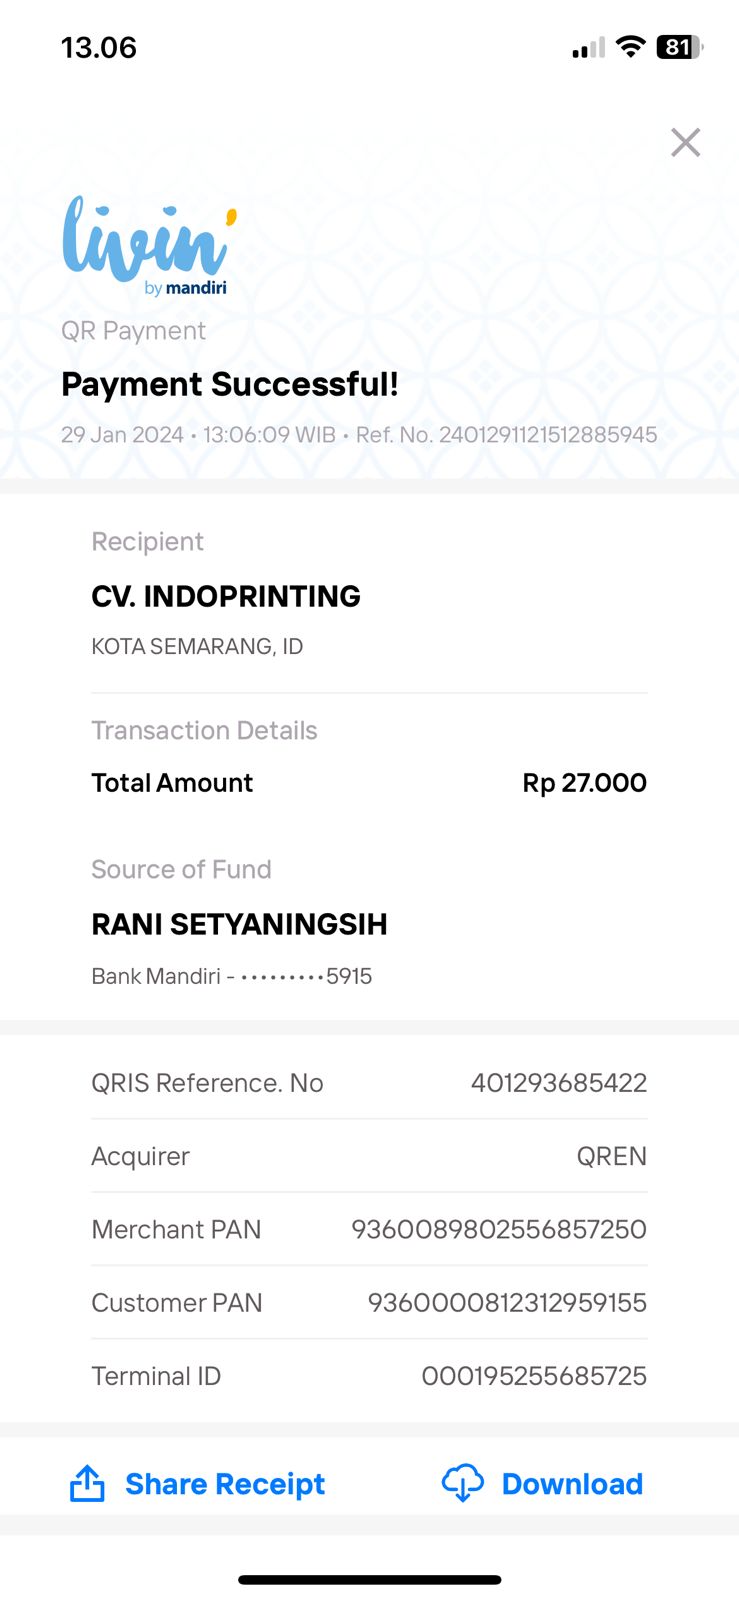 13.06
81
livin'
by mandiri
QR Payment
Payment Successful!
29 Jan 2024 • 13:06:09 WIB • Ref. No. 2401291121512885945
Recipient
CV. INDOPRINTING
KOTA SEMARANG, ID
Transaction Details
Total Amount Rp 27.000
Source of Fund
RANI SETYANINGSIH
Bank Mandiri - •••••••••5915
QRIS Reference. No 401293685422
Acquirer QREN
Merchant PAN 9360089802556857250
Customer PAN 9360000812312959155
Terminal ID 000195255685725
Share Receipt Download